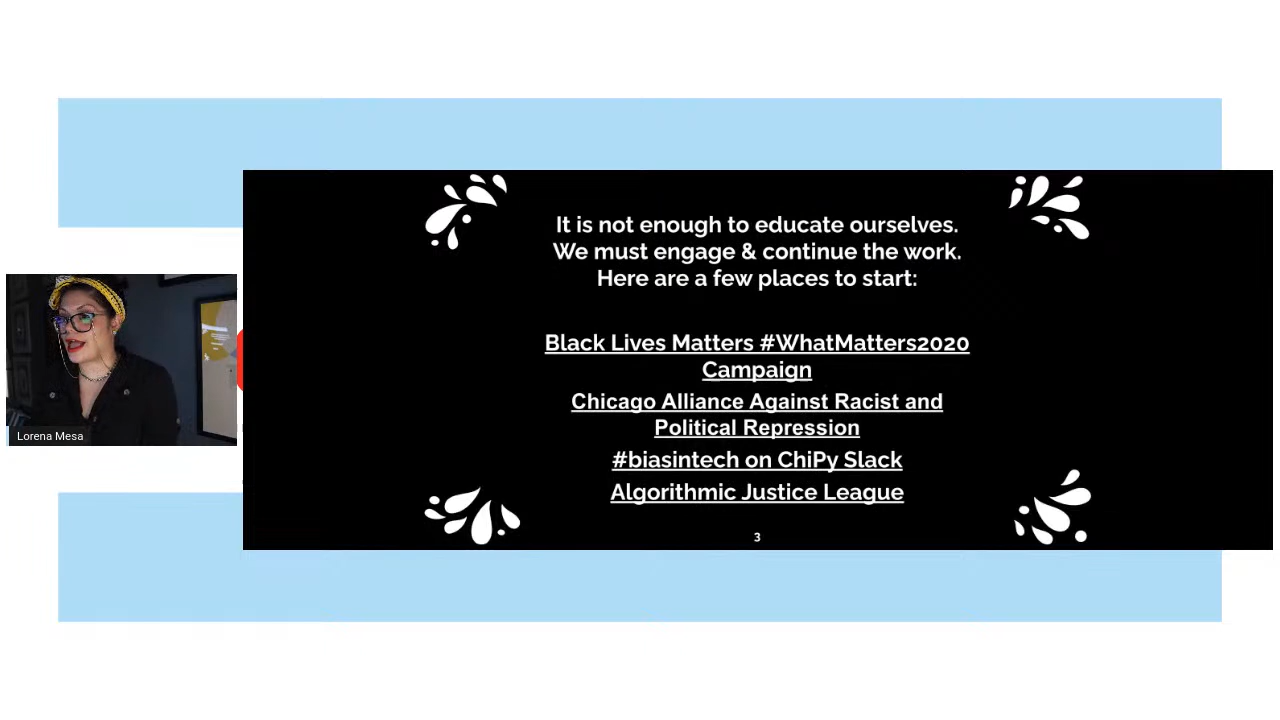 It is not enough to educate ourselves.
We must engage & continue the work.
Here are a few places to start:
Black Lives Matters #WhatMatters2020
Campaign
Chicago Alliance Against Racist and
Political Repression
#biasintech on ChiPy Slack
Algorithmic Justice League
3
Lorena Mesa